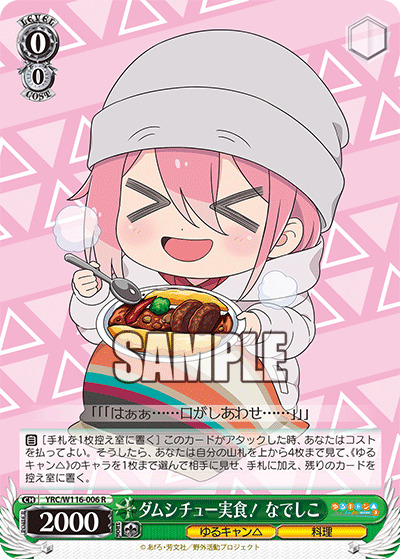 LEVEL
0
0
COST
SAMPLE
「「「はぁぁ……口がしあわせ……」」」
自 [手札を1枚控え室に置く] このカードがアタックした時、あなたはコスト
を払ってよい。そうしたら、あなたは自分の山札を上から4枚まで見て、《ゆる
キャン△》のキャラを1枚まで選んで相手に見せ、手札に加え、残りのカードを
控え室に置く。
CH YRC/W116-006 R
ダムシチュー実食! なでしこ
2000
ゆるキャン△
ゆるキャン△
料理
©あfろ・芳文社/野外活動プロジェクト